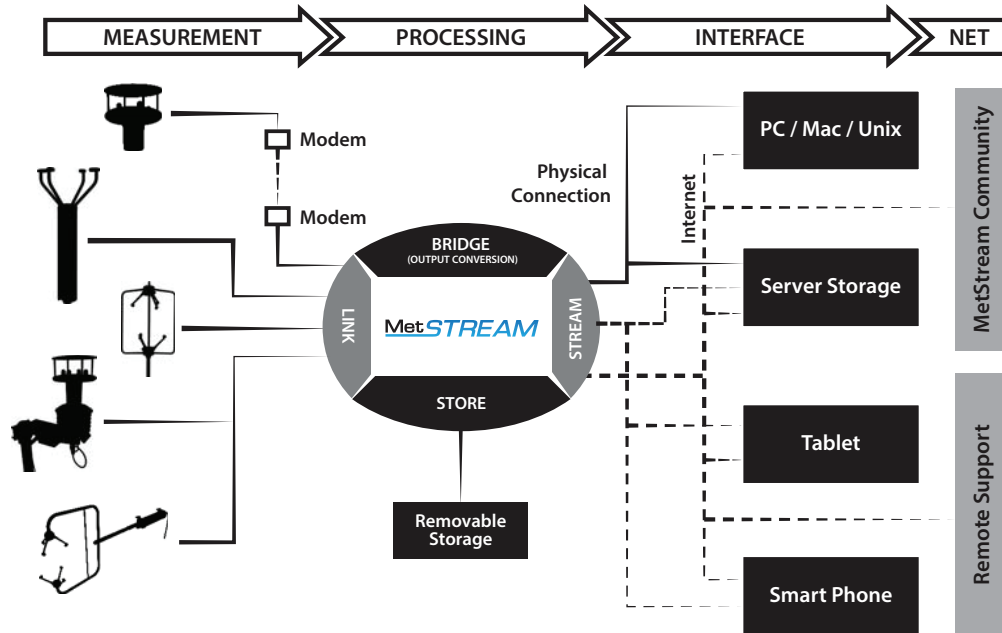 MEASUREMENT
PROCESSING
INTERFACE
NET
Modem
Modem
Physical
Connection
Internet
BRIDGE
(OUTPUT CONVERSION)
LINK
MetSTREAM
STREAM
STORE
Removable
Storage
PC / Mac / Unix
Server Storage
Tablet
Smart Phone
MetStream Community
Remote Support